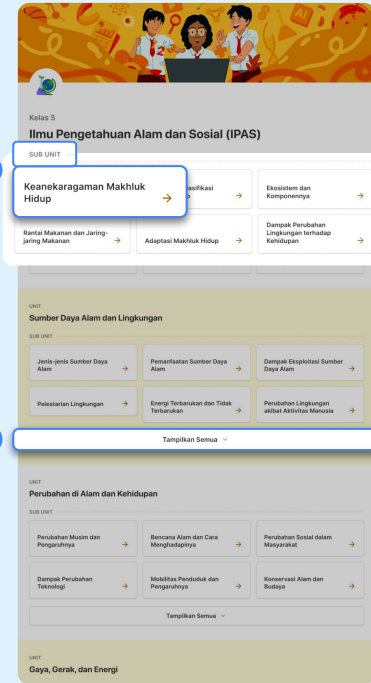 Kelas 5
Ilmu Pengetahuan Alam dan Sosial (IPAS)
SUB UNIT
Keanekaragaman Makhluk
Hidup
Ekosistem dan
Komponennya
Rantai Makanan dan Jaring-
jaring Makanan
Adaptasi Makhluk Hidup
Dampak Perubahan
Lingkungan terhadap
Kehidupan
UNIT
Sumber Daya Alam dan Lingkungan
SUB UNIT
Jenis-jenis Sumber Daya
Alam
Pemanfaatan Sumber Daya
Alam
Dampak Eksploitasi Sumber
Daya Alam
Pelestarian Lingkungan
Energi Terbarukan dan Tidak
Terbarukan
Perubahan Lingkungan
akibat Aktivitas Manusia
Tampilkan Semua
UNIT
Perubahan di Alam dan Kehidupan
SUB UNIT
Perubahan Musim dan
Pengaruhnya
Bencana Alam dan Cara
Menghadapinya
Perubahan Sosial dalam
Masyarakat
Dampak Perubahan
Teknologi
Mobilitas Penduduk dan
Pengaruhnya
Konservasi Alam dan
Budaya
Tampilkan Semua
UNIT
Gaya, Gerak, dan Energi